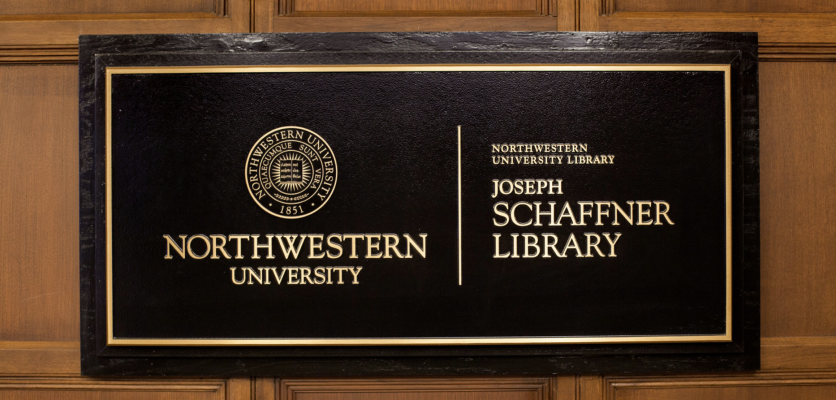 NORTHWESTERN UNIVERSITY
QUAECUMQUE SUNT VERA
· 1851 ·
NORTHWESTERN
UNIVERSITY
NORTHWESTERN
UNIVERSITY LIBRARY
JOSEPH
SCHAFFNER
LIBRARY